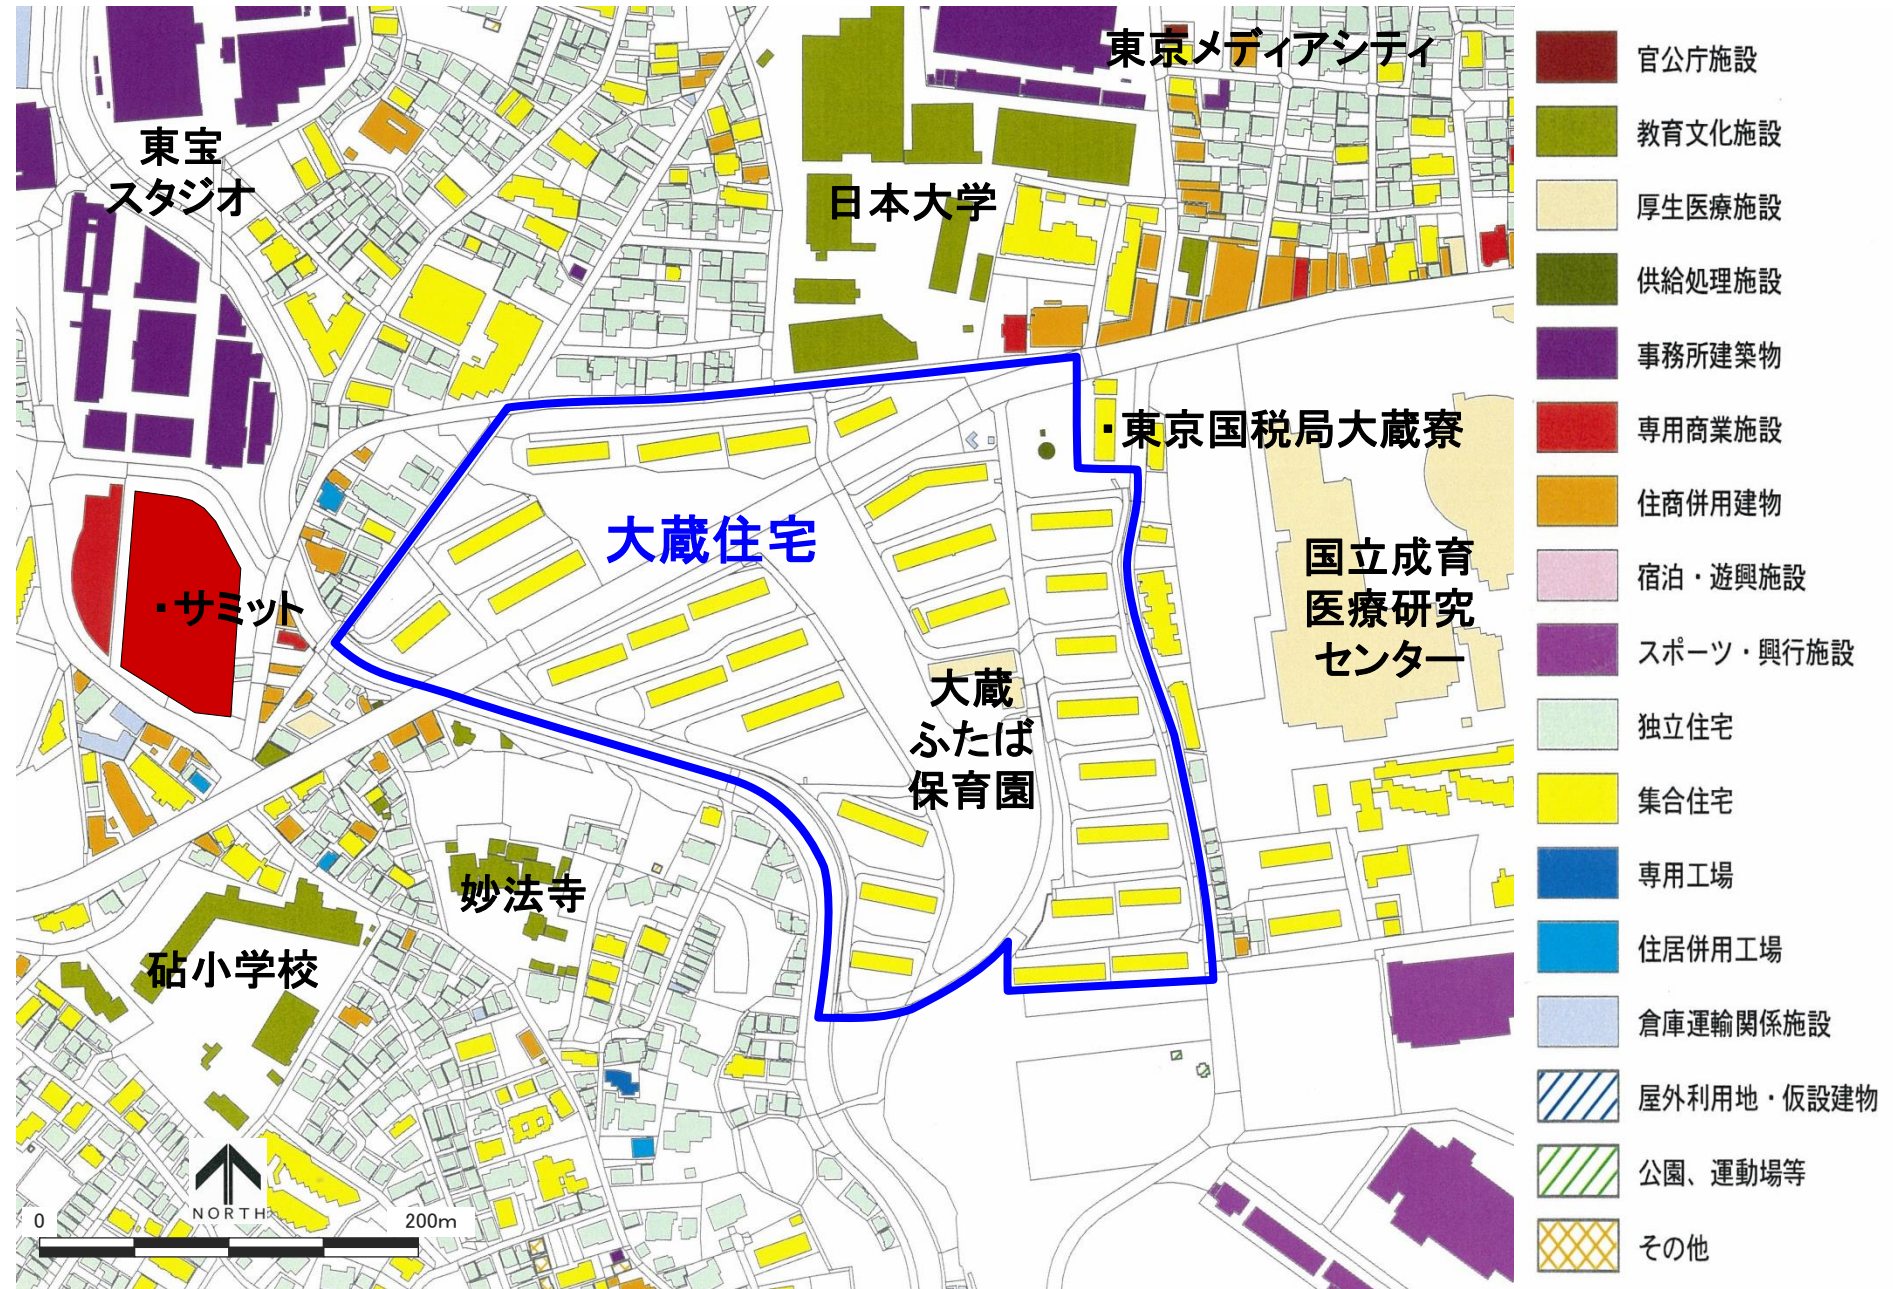 東京メディアシティ
東宝
スタジオ
日本大学
・東京国税局大蔵寮
大蔵住宅
国立成育
医療研究
センター
・サミット
大蔵
ふたば
保育園
妙法寺
砧小学校
NORTH
0
200m
官公庁施設
教育文化施設
厚生医療施設
供給処理施設
事務所建築物
専用商業施設
住商併用建物
宿泊・遊興施設
スポーツ・興行施設
独立住宅
集合住宅
専用工場
住居併用工場
倉庫運輸関係施設
屋外利用地・仮設建物
公園、運動場等
その他